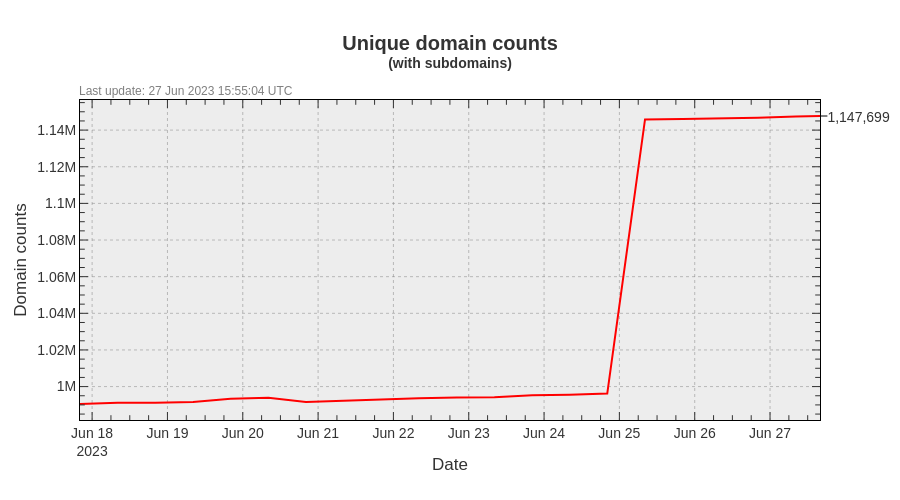 Unique domain counts
(with subdomains)
Last update: 27 Jun 2023 15:55:04 UTC
1,147,699
1.14M
1.12M
1.1M
1.08M
1.06M
1.04M
1.02M
1M
Domain counts
Jun 18 Jun 19 Jun 20 Jun 21 Jun 22 Jun 23 Jun 24 Jun 25 Jun 26 Jun 27
2023
Date